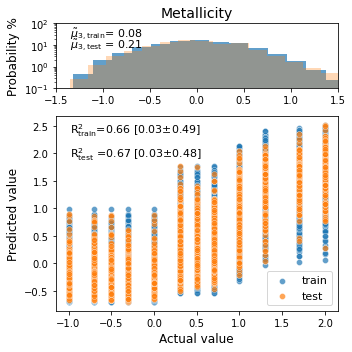 Metallicity
Probability %
10²
10¹
10⁰
10⁻¹
μ̃₃,train= 0.08
μ̃₃,test = 0.21
−1.5 −1.0 −0.5 0.0 0.5 1.0 1.5
Predicted value
2.5
2.0
1.5
1.0
0.5
0.0
−0.5
R²train=0.66 [0.03±0.49]
R²test =0.67 [0.03±0.48]
train
test
−1.0 −0.5 0.0 0.5 1.0 1.5 2.0
Actual value